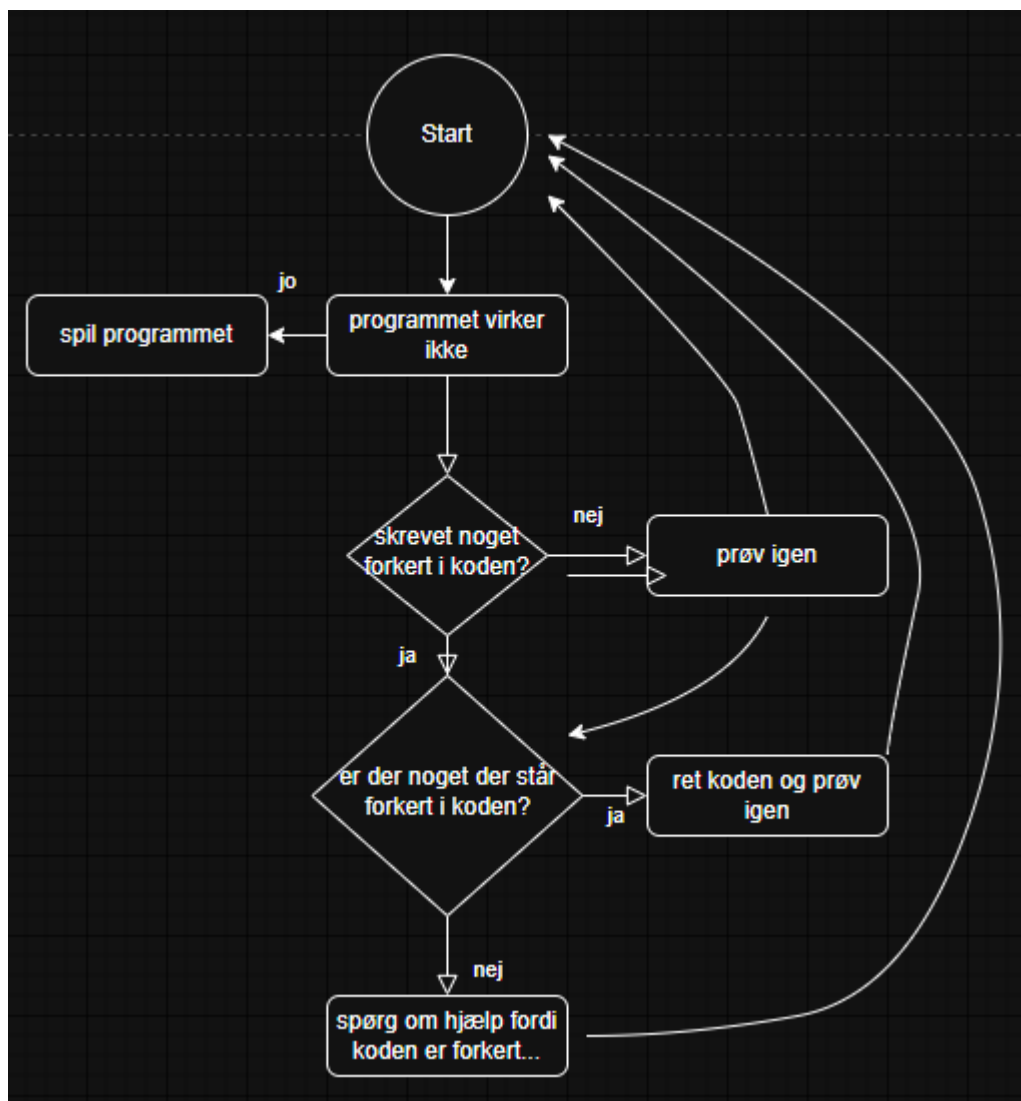 Start
jo
spil programmet
programmet virker
ikke
skrevet noget
forkert i koden?
nej
prøv igen
ja
er der noget der står
forkert i koden?
ja
ret koden og prøv
igen
nej
spørg om hjælp fordi
koden er forkert...